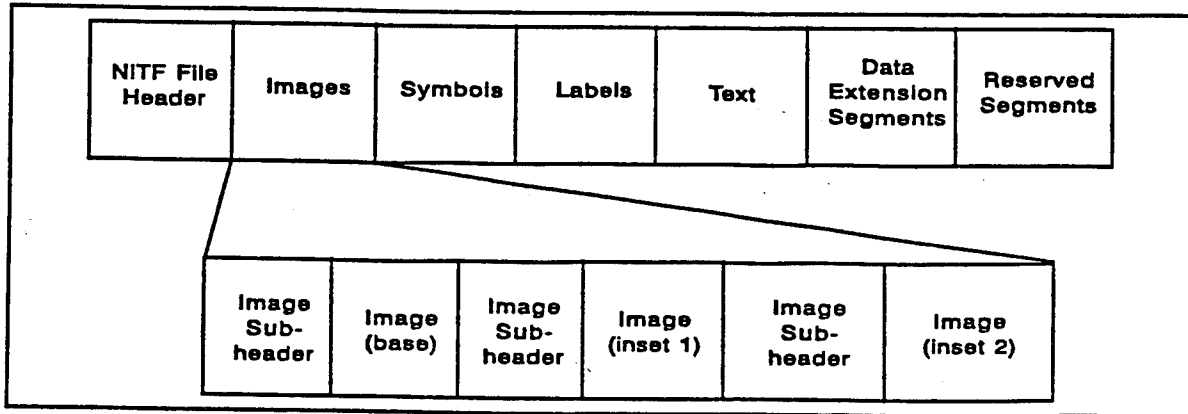 NITF File
Header
Images
Symbols
Labels
Text
Data
Extension
Segments
Reserved
Segments
Image
Sub-
header
Image
(base)
Image
Sub-
header
Image
(inset 1)
Image
Sub-
header
Image
(inset 2)